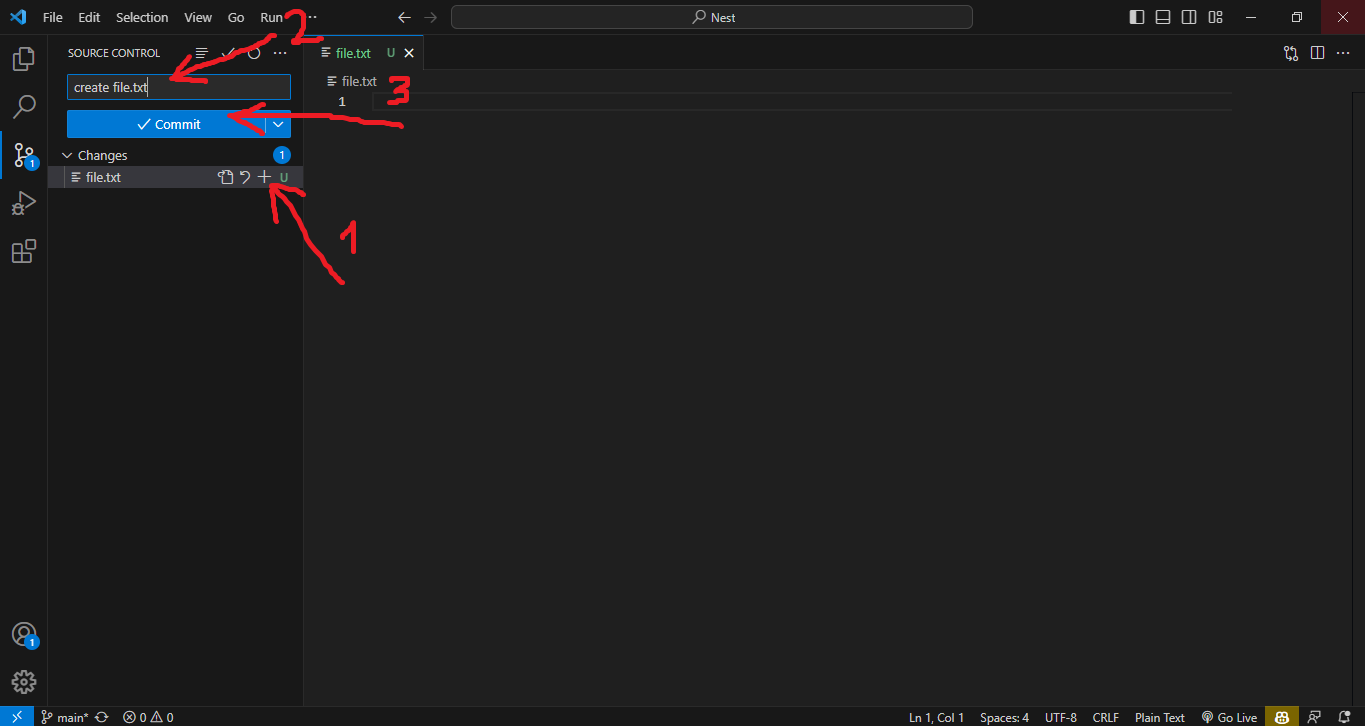 File Edit Selection View Go Run ...
Nest
2
SOURCE CONTROL
file.txt U
create file.txt
file.txt
3
1
Commit
Changes 1
file.txt U
1
1
1
main* 0 0
Ln 1, Col 1 Spaces: 4 UTF-8 CRLF Plain Text Go Live